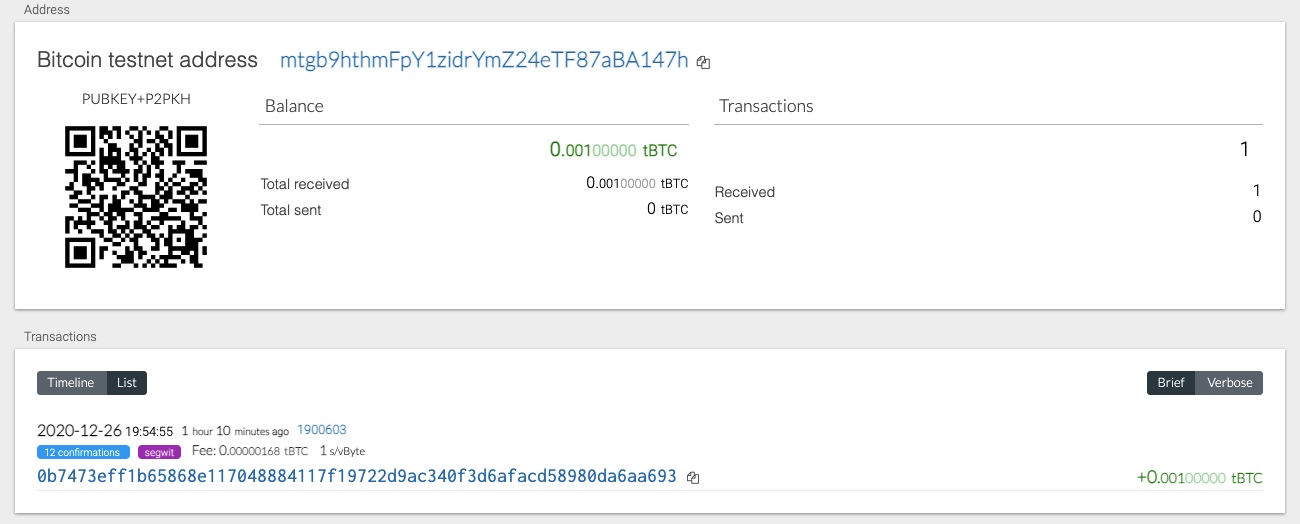 Address
Bitcoin testnet address mtgb9hthmFpY1zidrYmZ24eTF87aBA147h
PUBKEY+P2PKH
Balance
0.00100000 tBTC
Total received 0.00100000 tBTC
Total sent 0 tBTC
Transactions
1
Received 1
Sent 0
Transactions
Timeline List Brief Verbose
2020-12-26 19:54:55 1 hour 10 minutes ago 1900603
12 confirmations segwit Fee: 0.00000168 tBTC 1 s/vByte
0b7473eff1b65868e117048884117f19722d9ac340f3d6afacd58980da6aa693 +0.00100000 tBTC